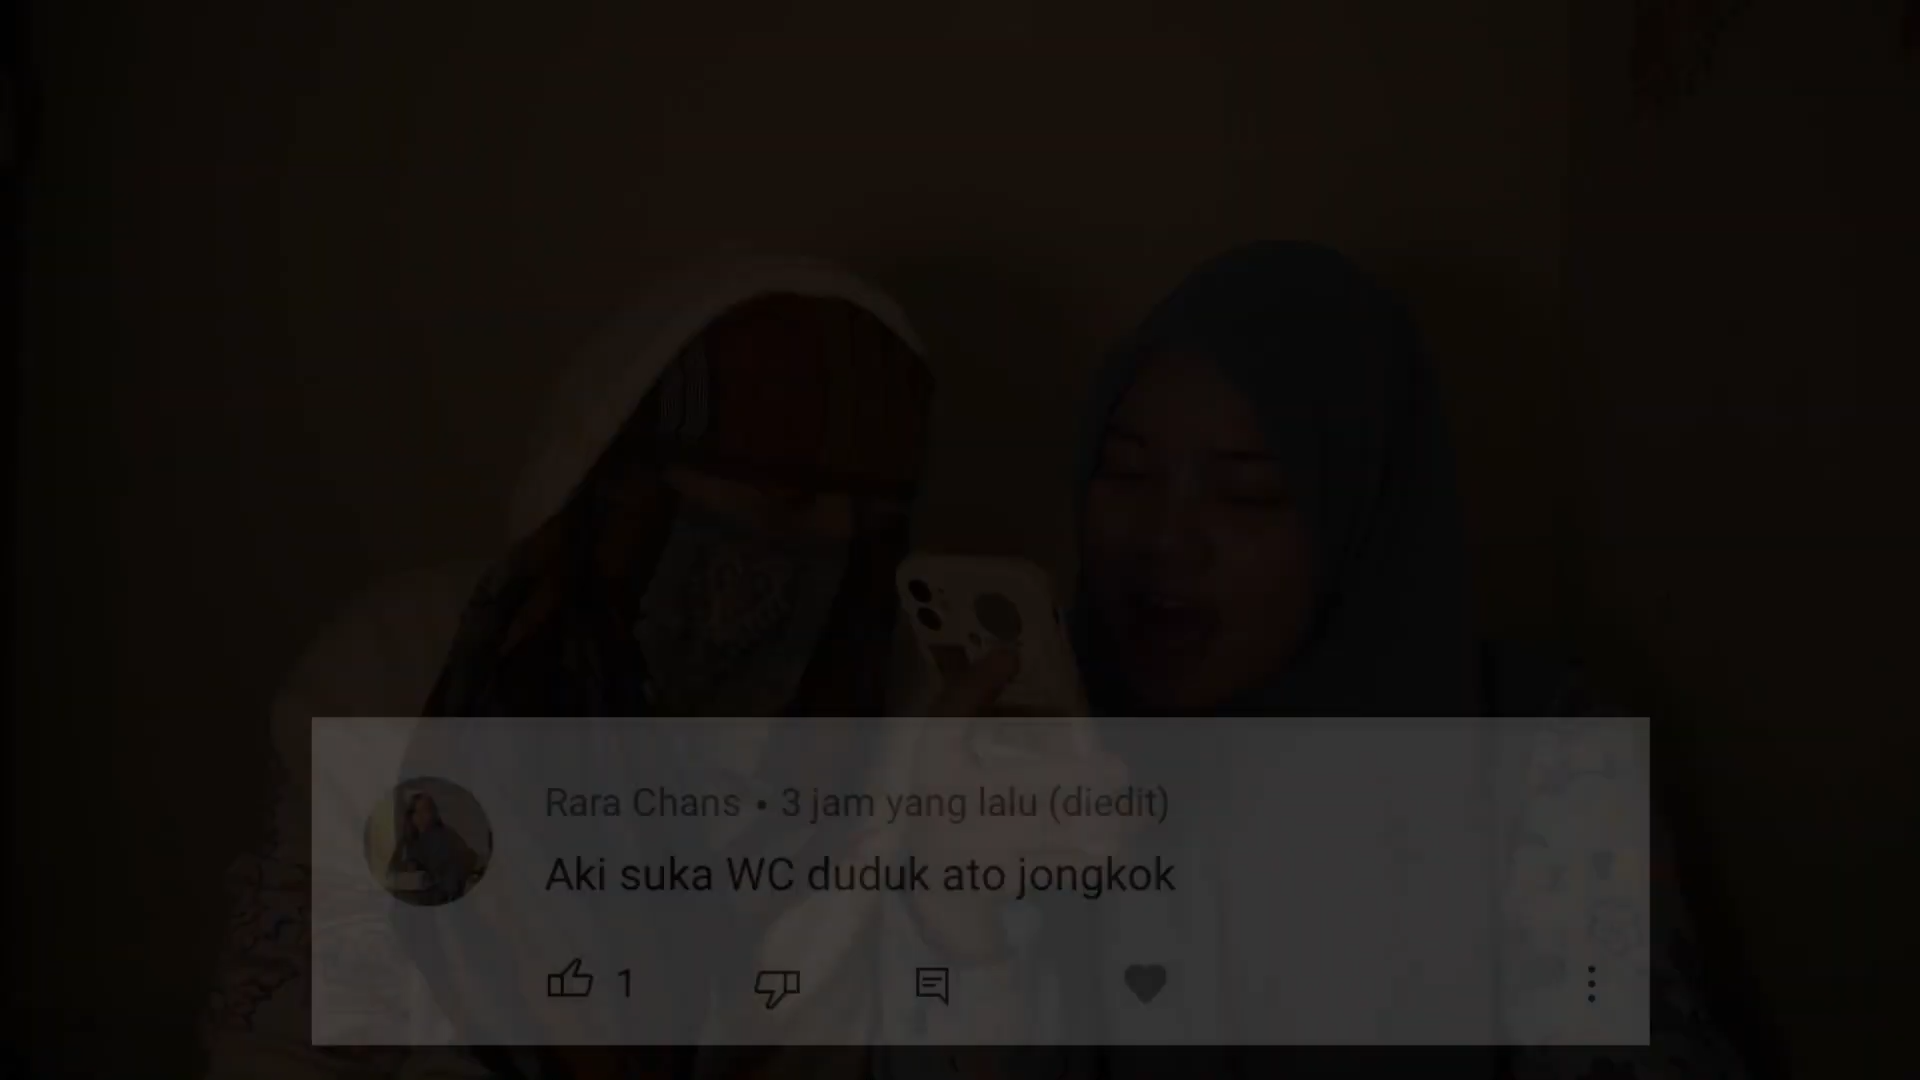 Rara Chans • 3 jam yang lalu (diedit)
Aki suka WC duduk ato jongkok
1